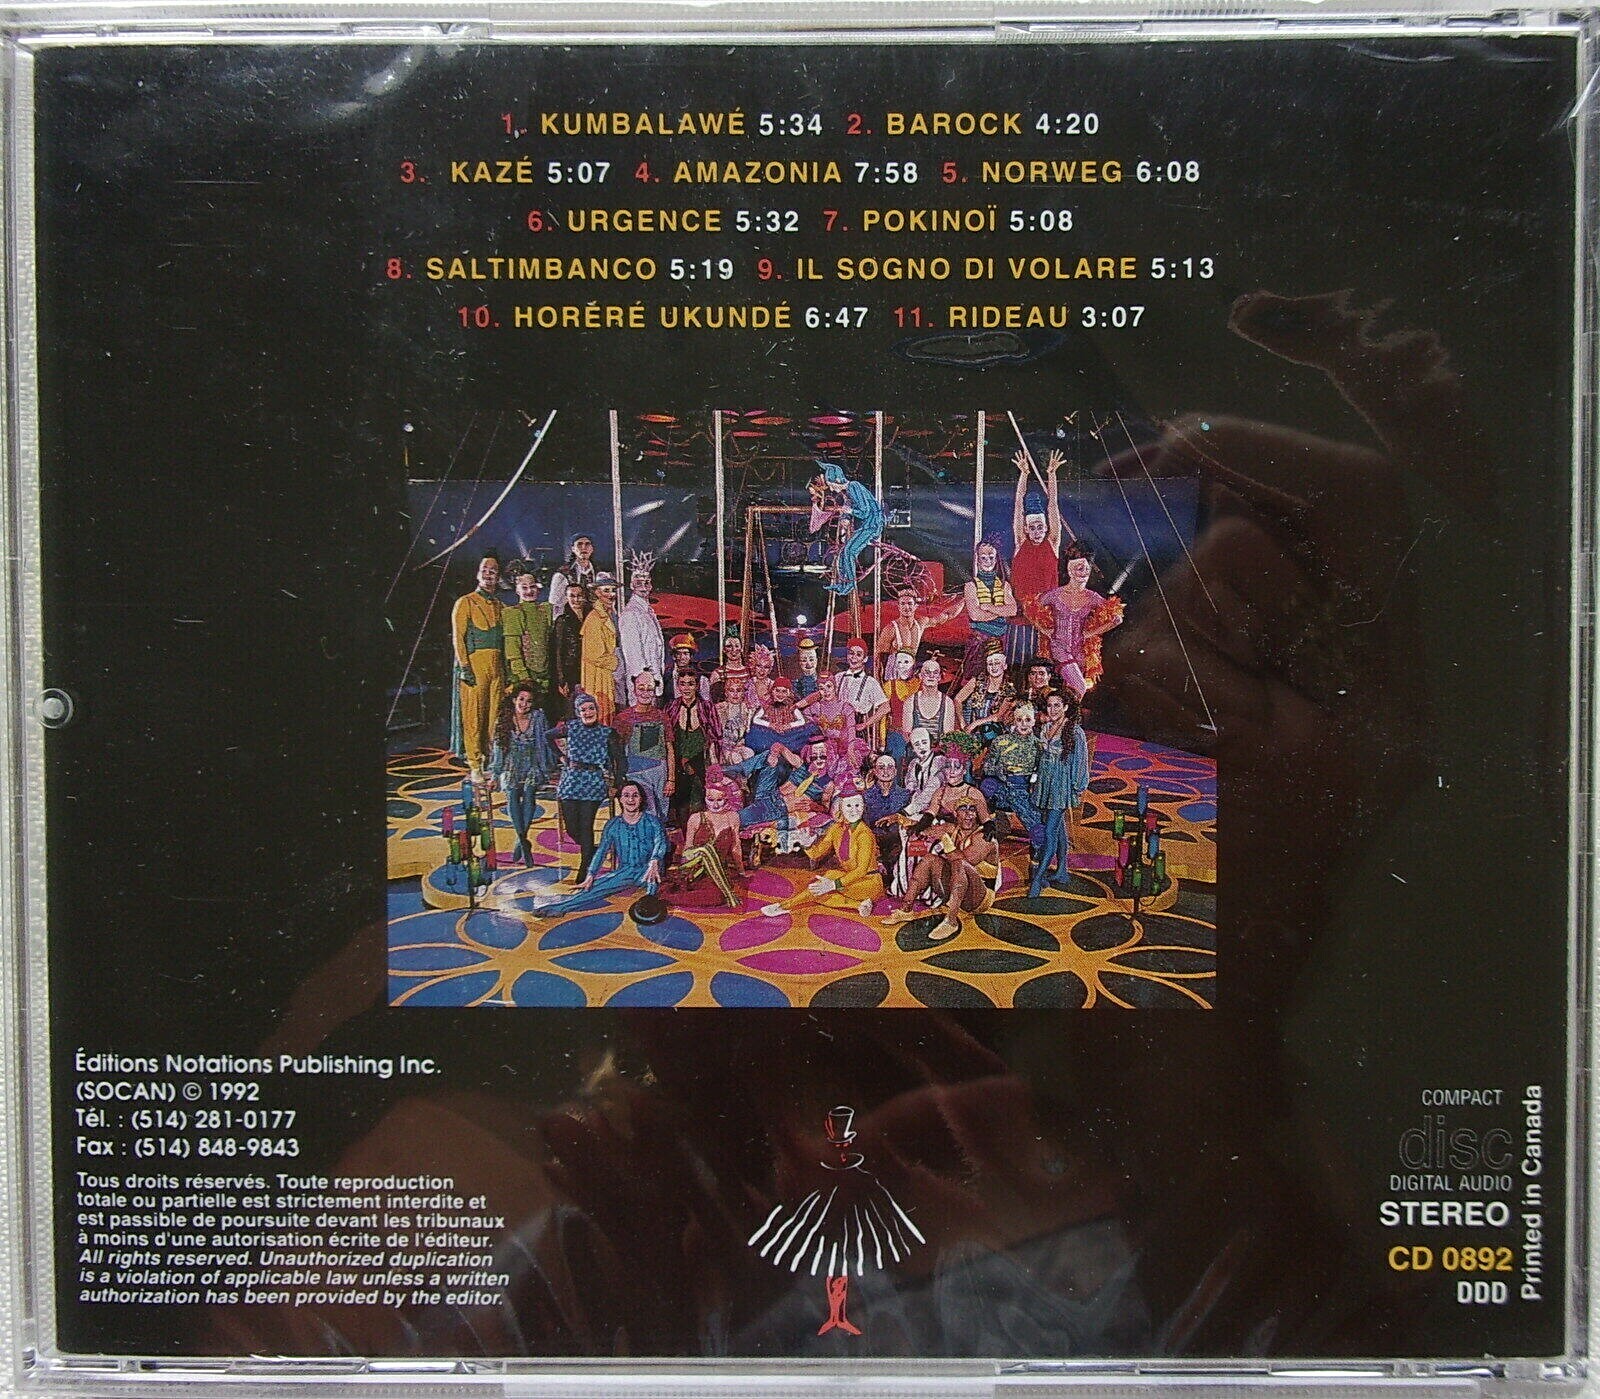 1. KUMBALAWÉ 5:34 2. BAROCK 4:20
3. KAZÉ 5:07 4. AMAZONIA 7:58 5. NORWEG 6:08
6. URGENCE 5:32 7. POKINOÏ 5:08
8. SALTIMBANCO 5:19 9. IL SOGNO DI VOLARE 5:13
10. HORÉRÉ UKUNDÉ 6:47 11. RIDEAU 3:07
Éditions Notations Publishing Inc.
(SOCAN) © 1992
Tél. : (514) 281-0177
Fax : (514) 848-9843
Tous droits réservés. Toute reproduction
totale ou partielle est strictement interdite et
est passible de poursuite devant les tribunaux
à moins d'une autorisation écrite de l'éditeur.
All rights reserved. Unauthorized duplication
is a violation of applicable law unless a written
authorization has been provided by the editor.
COMPACT
disc
DIGITAL AUDIO
STEREO
CD 0892
DDD
Printed in Canada